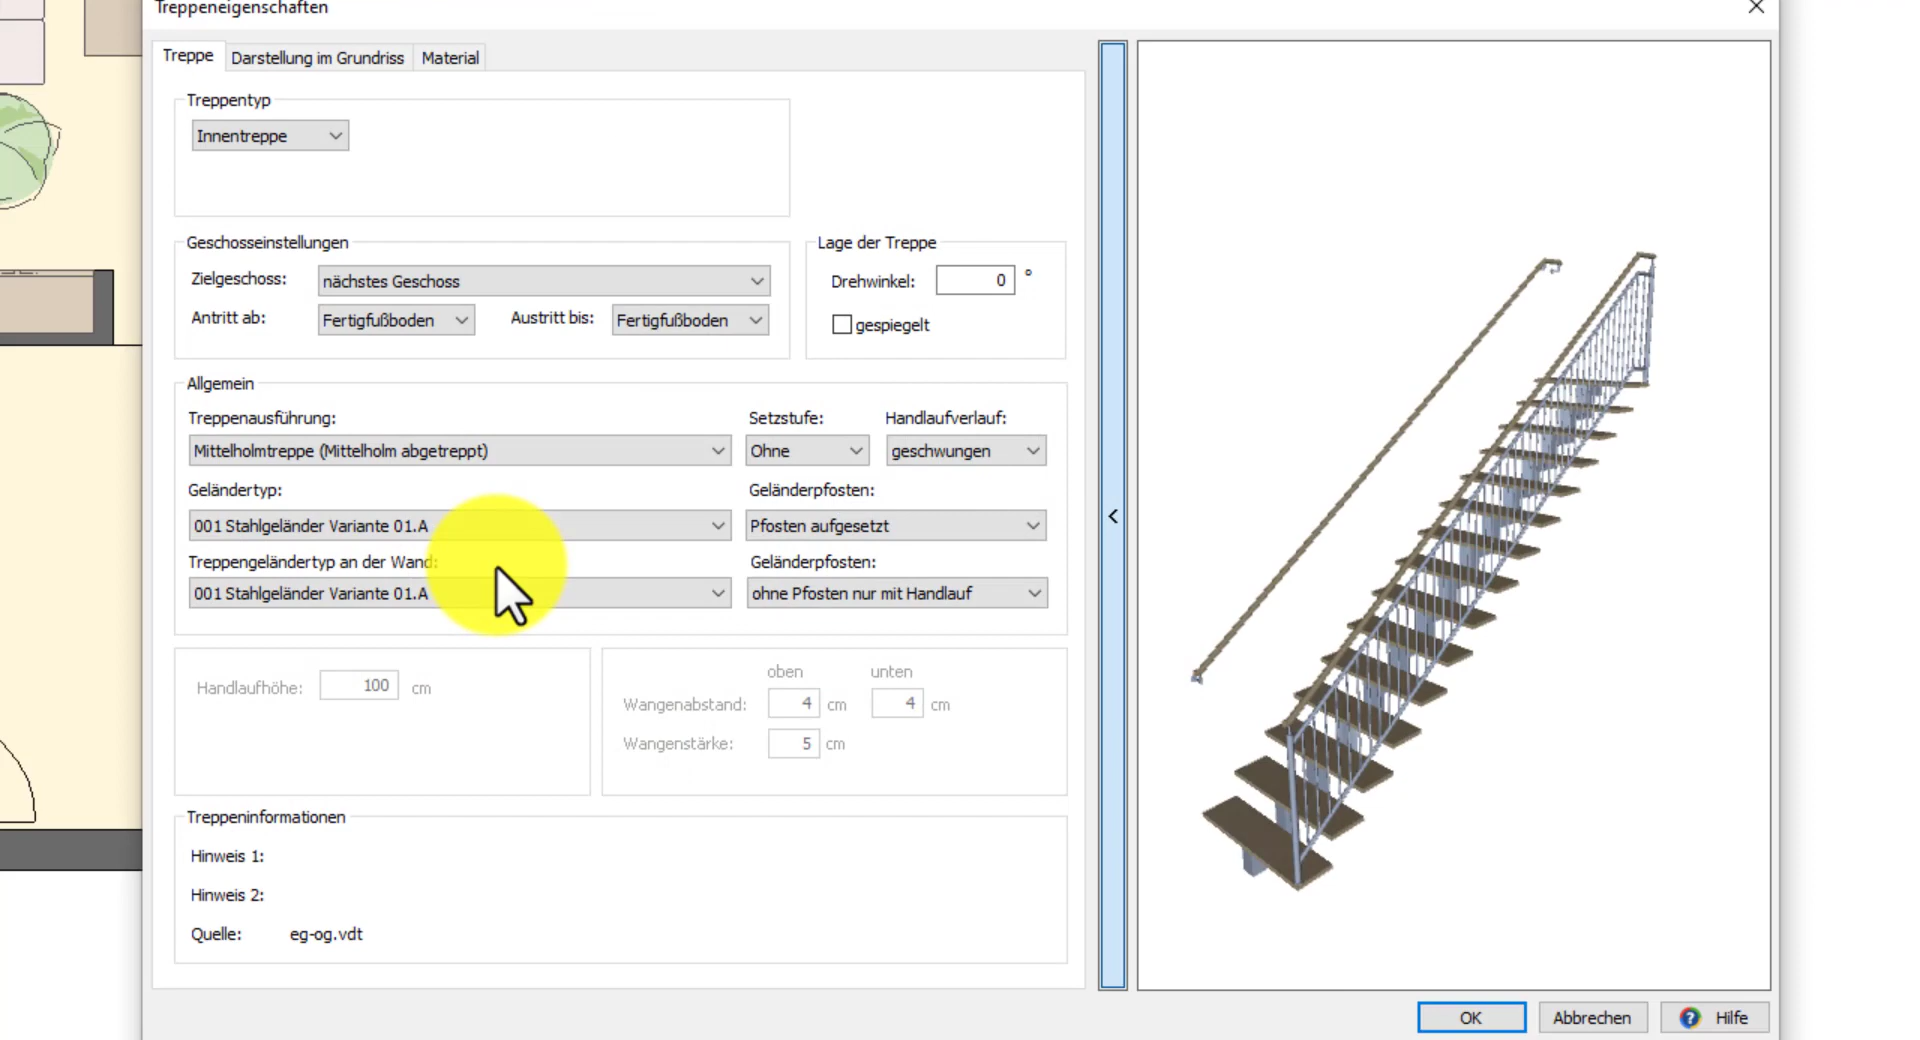 Treppeneigenschaften
Treppe Darstellung im Grundriss Material
Treppentyp
Innentreppe
Geschosseinstellungen
Zielgeschoss: nächstes Geschoss
Antritt ab: Fertigfußboden Austritt bis: Fertigfußboden
Lage der Treppe
Drehwinkel: 0 °
gespiegelt
Allgemein
Treppenausführung: Setzstufe: Handlaufverlauf:
Mittelholmtreppe (Mittelholm abgetreppt) Ohne geschwungen
Geländertyp: Geländerpfosten:
001 Stahlgeländer Variante 01.A Pfosten aufgesetzt
Treppengeländertyp an der Wand: Geländerpfosten:
001 Stahlgeländer Variante 01.A ohne Pfosten nur mit Handlauf
Handlaufhöhe: 100 cm
oben unten
Wangenabstand: 4 cm 4 cm
Wangenstärke: 5 cm
Treppeninformationen
Hinweis 1:
Hinweis 2:
Quelle: eg-og.vdt
OK Abbrechen Hilfe